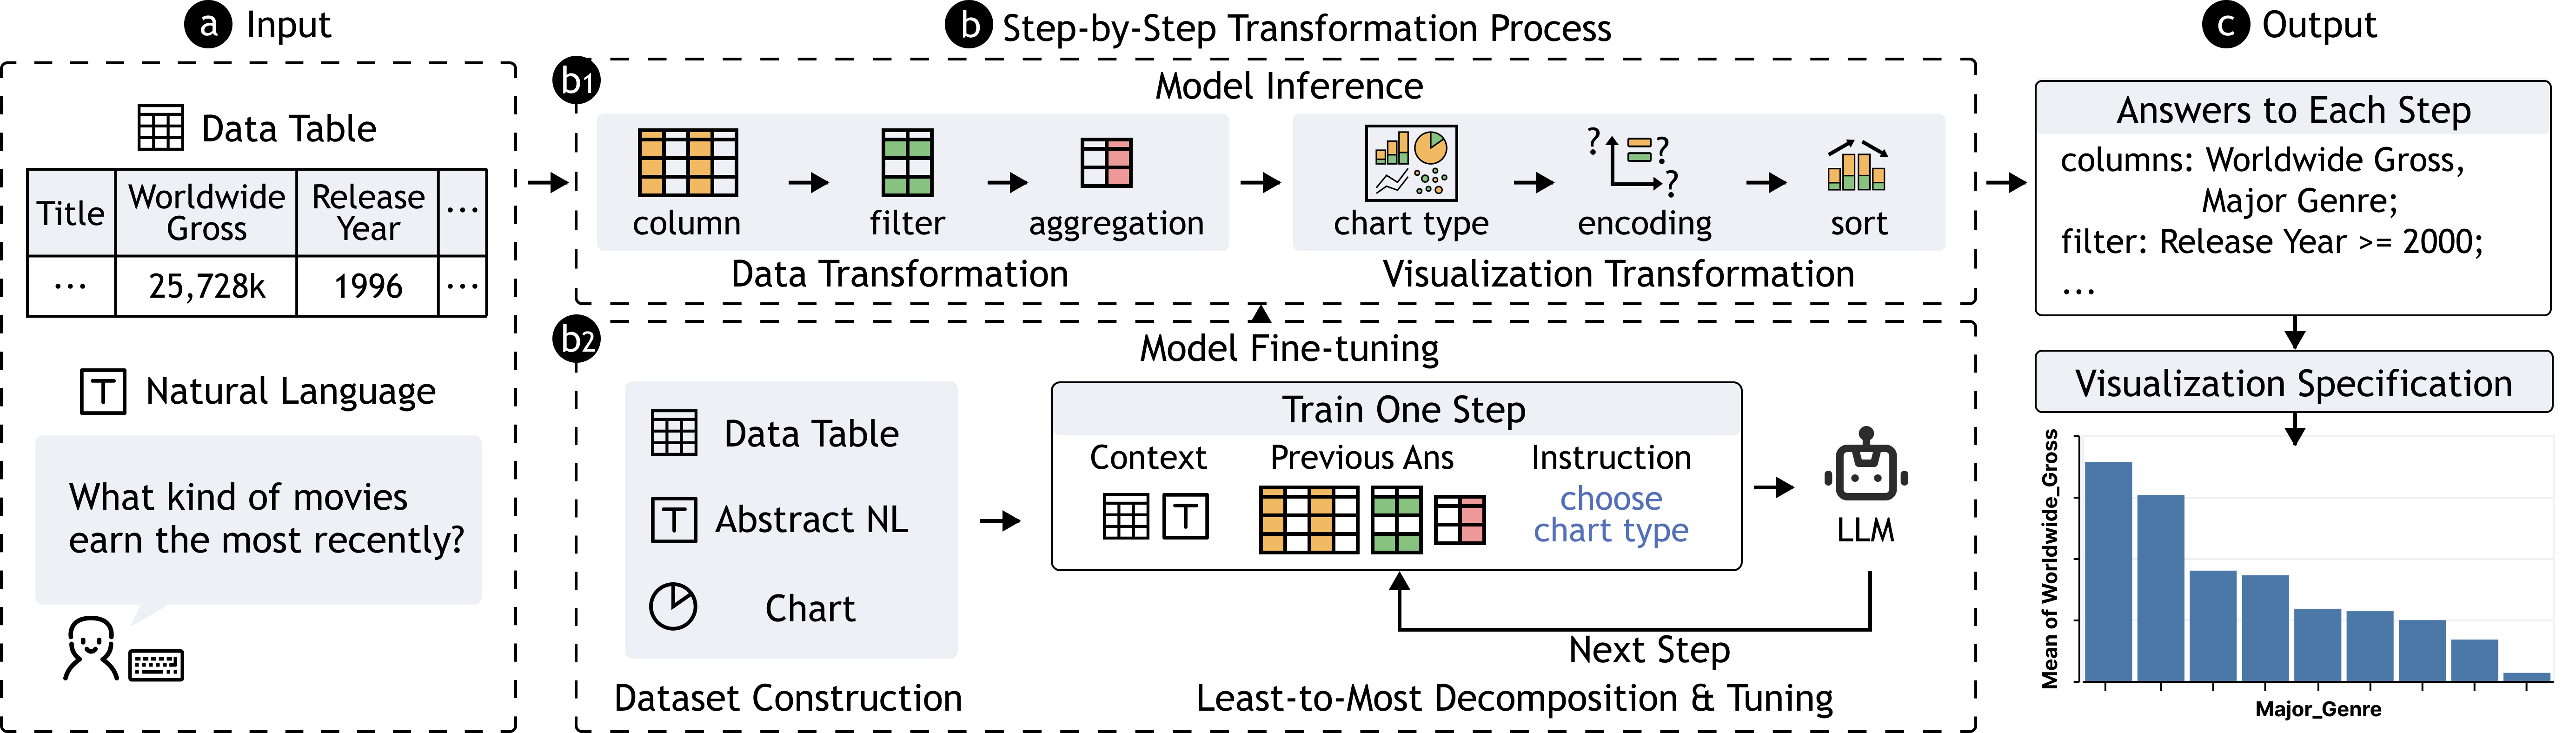 a Input
Data Table
Title
Worldwide
Gross
Release
Year
...
...
25,728k
1996
...
T Natural Language
What kind of movies
earn the most recently?
b Step-by-Step Transformation Process
b1
Model Inference
column
filter
aggregation
Data Transformation
chart type
? ? ?
encoding
sort
Visualization Transformation
b2
Model Fine-tuning
Data Table
T Abstract NL
Chart
Dataset Construction
Train One Step
Context
T
Previous Ans
Instruction
choose
chart type
LLM
Next Step
Least-to-Most Decomposition & Tuning
c Output
Answers to Each Step
columns: Worldwide Gross,
Major Genre;
filter: Release Year >= 2000;
...
Visualization Specification
Mean of Worldwide_Gross
Major_Genre